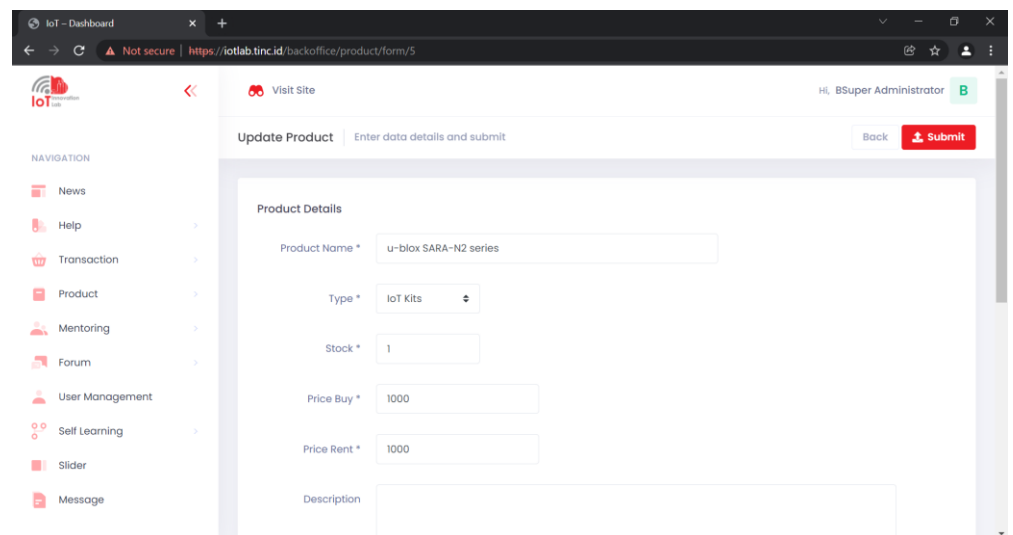 IoT – Dashboard
Not secure | https://iotlab.tinc.id/backoffice/product/form/5
IoT Innovation Lab
Visit Site
Hi, BSuper Administrator B
Update Product Enter data details and submit
Back Submit
NAVIGATION
News
Help
Transaction
Product
Mentoring
Forum
User Management
Self Learning
Slider
Message
Product Details
Product Name * u-blox SARA-N2 series
Type * IoT Kits
Stock * 1
Price Buy * 1000
Price Rent * 1000
Description